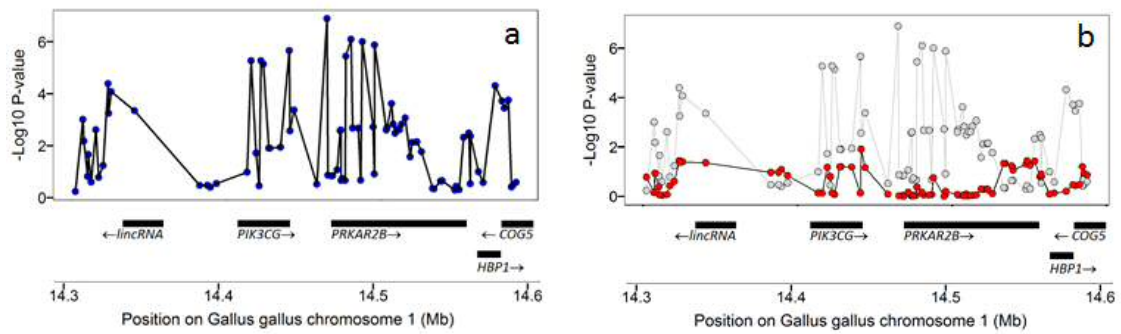 a
-Log10 P-value
6
4
2
0
←lincRNA
PIK3CG→
PRKAR2B→
← COG5
HBP1→
14.3
14.4
14.5
14.6
Position on Gallus gallus chromosome 1 (Mb)
b
-Log10 P-value
6
4
2
0
←lincRNA
PIK3CG→
PRKAR2B→
← COG5
HBP1→
14.3
14.4
14.5
14.6
Position on Gallus gallus chromosome 1 (Mb)